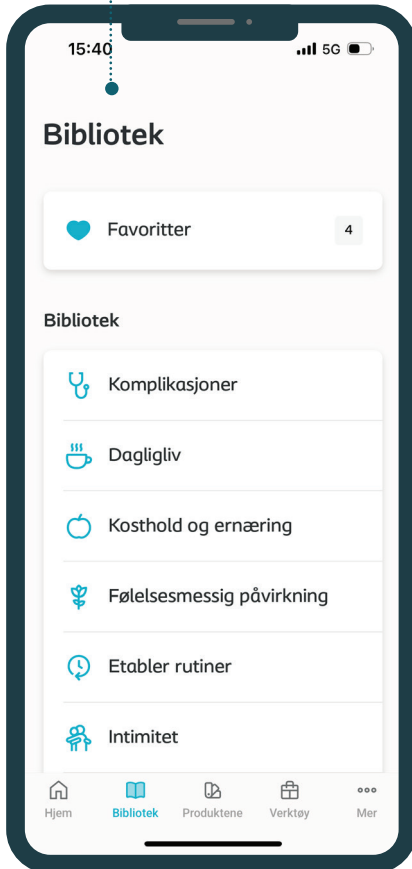 15:40 5G
Bibliotek
Favoritter 4
Bibliotek
Komplikasjoner
Dagligliv
Kosthold og ernæring
Følelsesmessig påvirkning
Etabler rutiner
Intimitet
Hjem Bibliotek Produktene Verktøy Mer